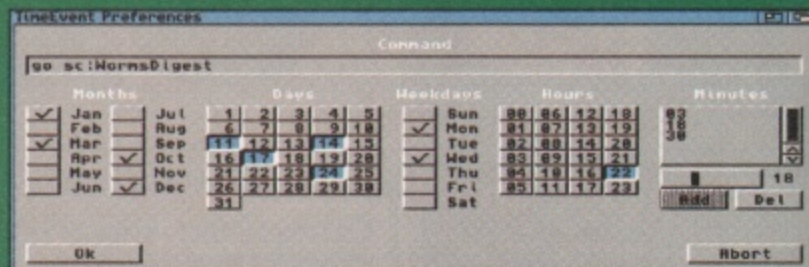 TimeEvent Preferences
Command
go sc:WormsDigest
Months Days Weekdays Hours Minutes
Jan Jul 1 2 3 4 5 Sun 00 06 12 18 03
Feb Aug 6 7 8 9 10 Mon 01 07 13 19
Mar Sep 11 12 13 14 15 Tue 02 08 14 20 30
Apr Oct 16 17 18 19 20 Wed 03 09 15 21
May Nov 21 22 23 24 25 Thu 04 10 16 22 18
Jun Dec 26 27 28 29 30 Fri 05 11 17 23 Add Del
31 Sat
Ok Abort